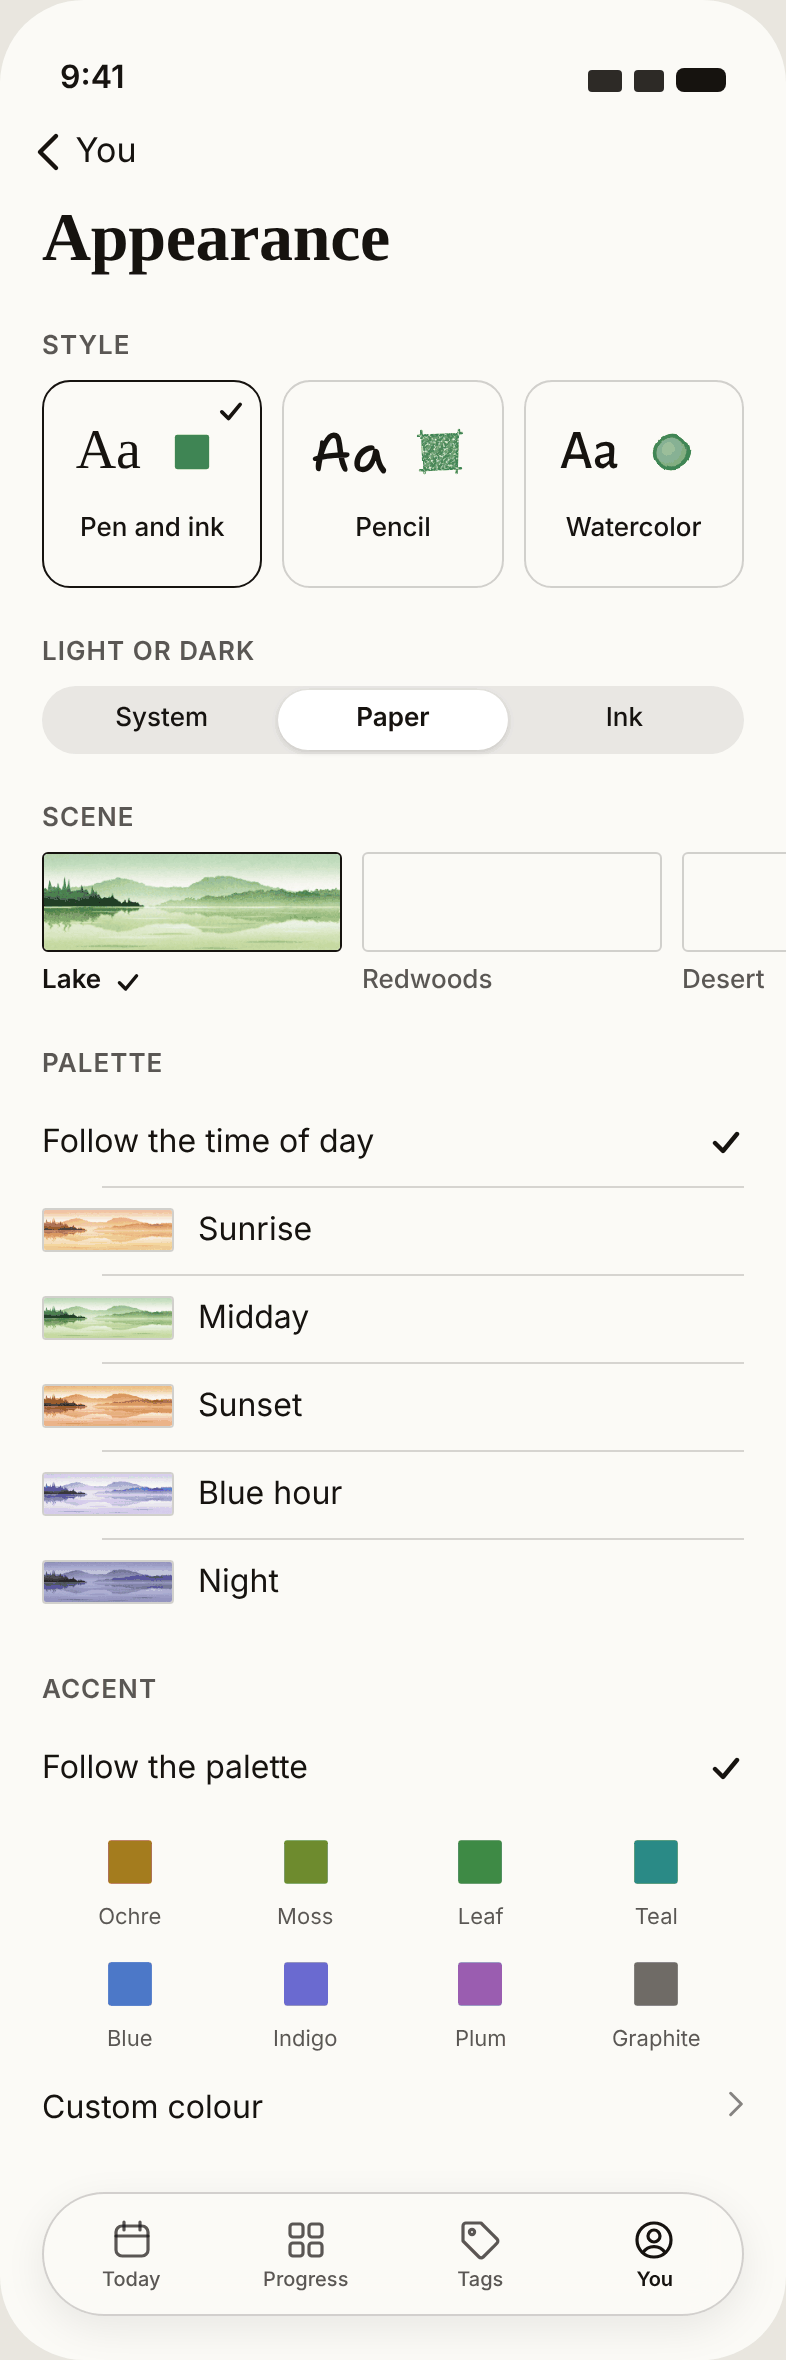 9:41
You
Appearance
STYLE
Aa
Aa
Aa
Pen and ink
Pencil
Watercolor
LIGHT OR DARK
System
Paper
Ink
SCENE
Lake
Redwoods
Desert
PALETTE
Follow the time of day
Sunrise
Midday
Sunset
Blue hour
Night
ACCENT
Follow the palette
Ochre
Moss
Leaf
Teal
Blue
Indigo
Plum
Graphite
Custom colour
Today
Progress
Tags
You